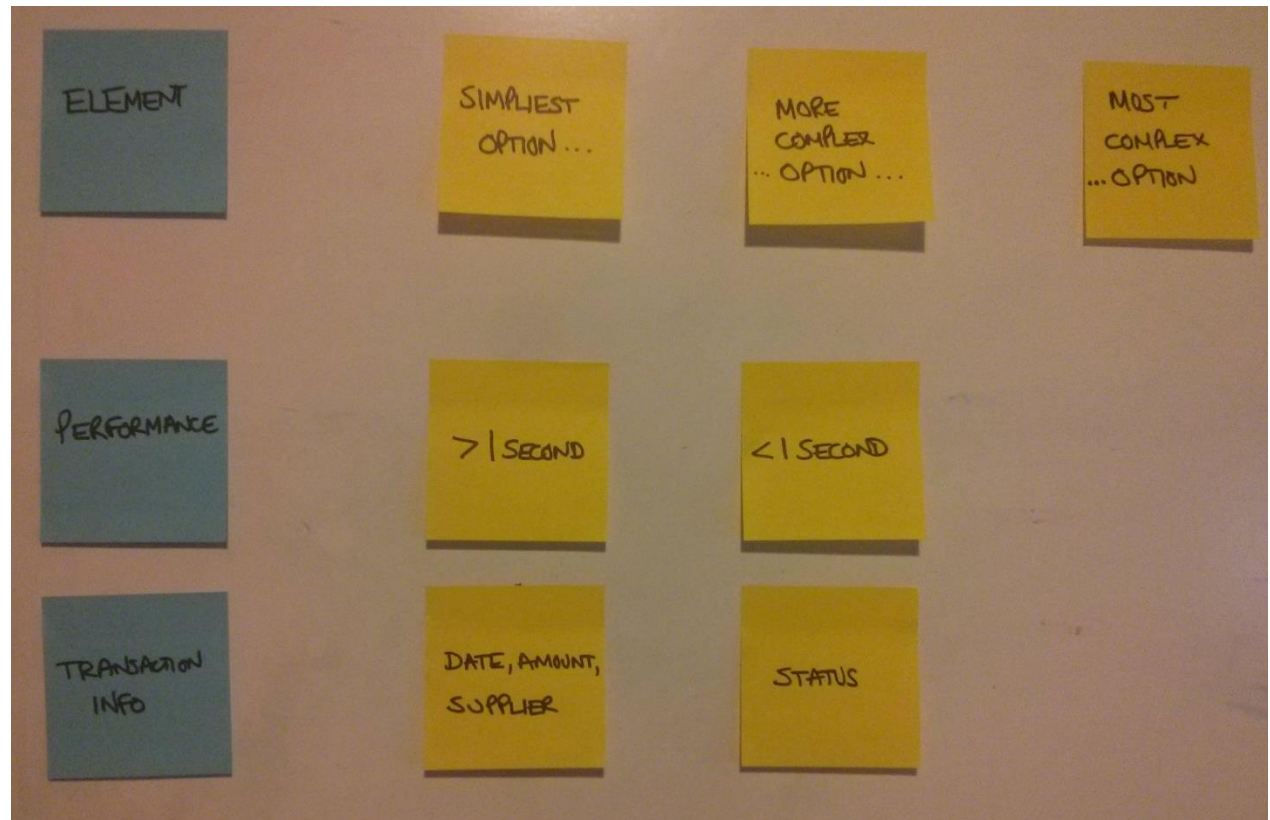 ELEMENT
SIMPLIEST
OPTION...
MORE
COMPLEX
... OPTION ...
MOST
COMPLEX
... OPTION
PERFORMANCE
>1 SECOND
<1 SECOND
TRANSACTION
INFO
DATE, AMOUNT,
SUPPLIER
STATUS